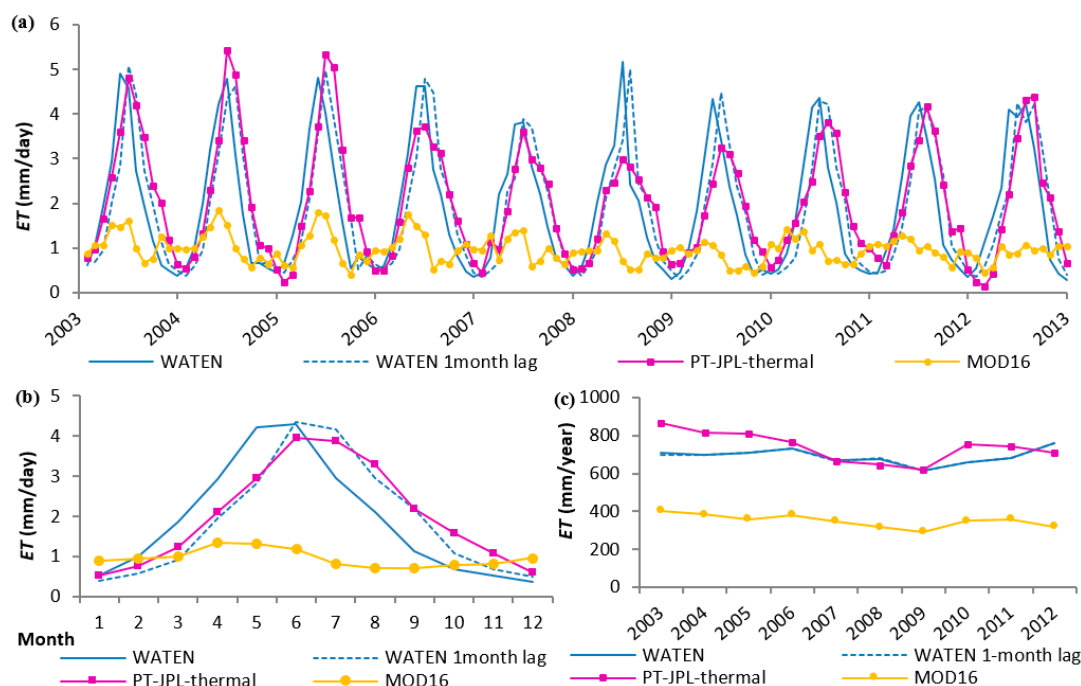 (a)
ET (mm/day)
6
5
4
3
2
1
0
2003 2004 2005 2006 2007 2008 2009 2010 2011 2012 2013
WATEN WATEN 1month lag PT-JPL-thermal MOD16
(b)
ET (mm/day)
5
4
3
2
1
0
Month 1 2 3 4 5 6 7 8 9 10 11 12
WATEN WATEN 1month lag
PT-JPL-thermal MOD16
(c)
ET (mm/year)
1000
800
600
400
200
0
2003 2004 2005 2006 2007 2008 2009 2010 2011 2012
WATEN WATEN 1-month lag
PT-JPL-thermal MOD16